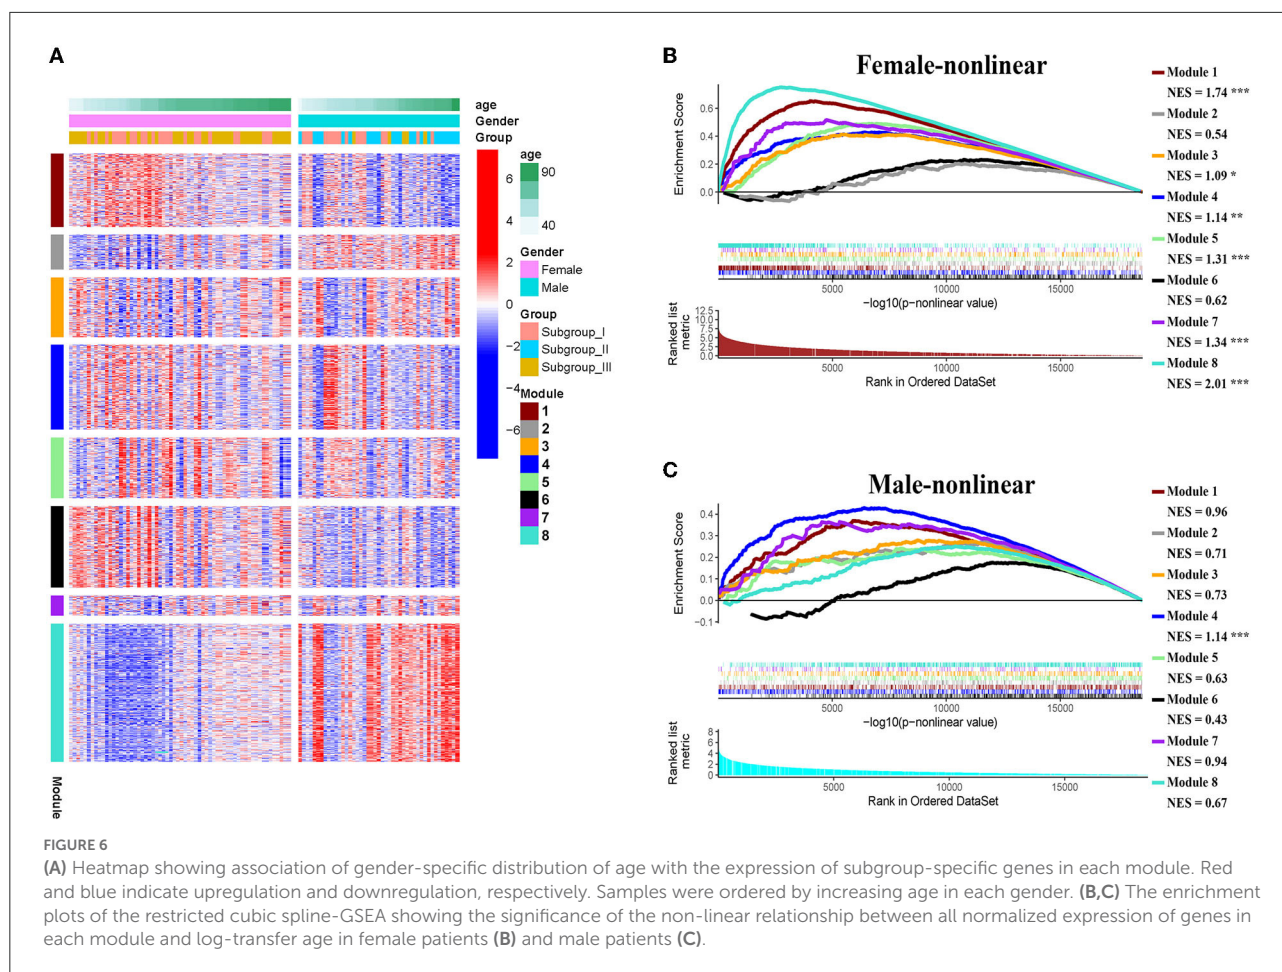 A
age
Gender
Group
6
4
2
0
−2
−4
−6
age
90
40
Gender
Female
Male
Group
Subgroup_I
Subgroup_II
Subgroup_III
Module
1
2
3
4
5
6
7
8
Module
B
Female-nonlinear
Enrichment Score
0.6
0.4
0.2
0.0
5000 10000 15000
−log10(p−nonlinear value)
Ranked list
metric
12.5
10.0
7.5
5.0
2.5
0.0
5000 10000 15000
Rank in Ordered DataSet
Module 1
NES = 1.74 ***
Module 2
NES = 0.54
Module 3
NES = 1.09 *
Module 4
NES = 1.14 **
Module 5
NES = 1.31 ***
Module 6
NES = 0.62
Module 7
NES = 1.34 ***
Module 8
NES = 2.01 ***
C
Male-nonlinear
Enrichment Score
0.4
0.3
0.2
0.1
0.0
−0.1
5000 10000 15000
−log10(p−nonlinear value)
Ranked list
metric
8
6
4
2
0
5000 10000 15000
Rank in Ordered DataSet
Module 1
NES = 0.96
Module 2
NES = 0.71
Module 3
NES = 0.73
Module 4
NES = 1.14 ***
Module 5
NES = 0.63
Module 6
NES = 0.43
Module 7
NES = 0.94
Module 8
NES = 0.67
FIGURE 6
(A) Heatmap showing association of gender-specific distribution of age with the expression of subgroup-specific genes in each module. Red
and blue indicate upregulation and downregulation, respectively. Samples were ordered by increasing age in each gender. (B,C) The enrichment
plots of the restricted cubic spline-GSEA showing the significance of the non-linear relationship between all normalized expression of genes in
each module and log-transfer age in female patients (B) and male patients (C).